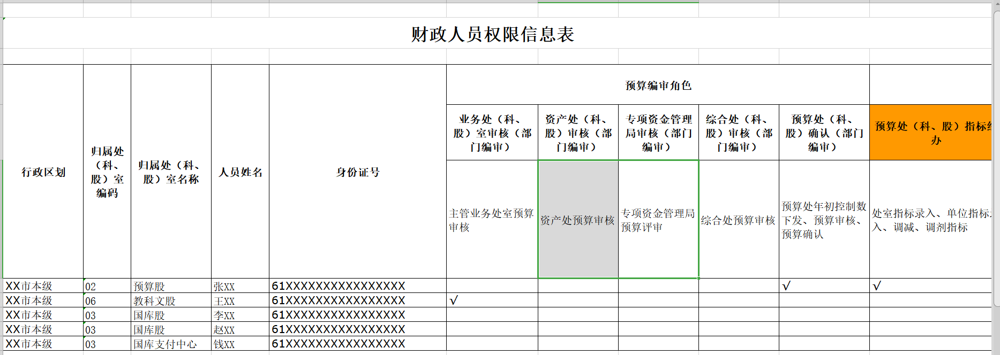 财政人员权限信息表
预算编审角色
行政区划
归属处
（科、
股）室
编码
归属处（科、
股）室名称
人员姓名
身份证号
业务处（科、
股）室审核（部
门编审）
资产处（科、
股）审核（部
门编审）
专项资金管理
局审核（部门
编审）
综合处（科、
股）审核（部
门编审）
预算处（科、
股）确认（部门
编审）
预算处（科、股）指标
办
主管业务处室预算
审核
资产处预算审核
专项资金管理局
预算评审
综合处预算审核
预算处年初控制数
下发、预算审核、
预算确认
处室指标录入、单位指标
入、调减、调剂指标
XX市本级 02 预算股 张XX 61XXXXXXXXXXXXXXXX √ √
XX市本级 06 教科文股 王XX 61XXXXXXXXXXXXXXXX √
XX市本级 03 国库股 李XX 61XXXXXXXXXXXXXXXX
XX市本级 03 国库股 赵XX 61XXXXXXXXXXXXXXXX
XX市本级 03 国库支付中心 钱XX 61XXXXXXXXXXXXXXXX